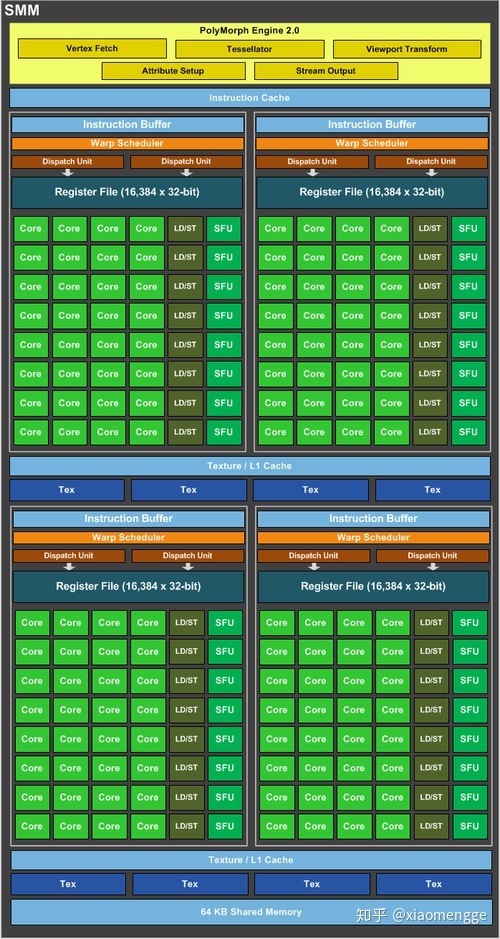 SMM
PolyMorph Engine 2.0
Vertex Fetch Tessellator Viewport Transform
Attribute Setup Stream Output
Instruction Cache
Instruction Buffer Instruction Buffer
Warp Scheduler Warp Scheduler
Dispatch Unit Dispatch Unit Dispatch Unit Dispatch Unit
Register File (16,384 x 32-bit) Register File (16,384 x 32-bit)
Core Core Core Core LD/ST SFU Core Core Core Core LD/ST SFU
Core Core Core Core LD/ST SFU Core Core Core Core LD/ST SFU
Core Core Core Core LD/ST SFU Core Core Core Core LD/ST SFU
Core Core Core Core LD/ST SFU Core Core Core Core LD/ST SFU
Core Core Core Core LD/ST SFU Core Core Core Core LD/ST SFU
Core Core Core Core LD/ST SFU Core Core Core Core LD/ST SFU
Core Core Core Core LD/ST SFU Core Core Core Core LD/ST SFU
Core Core Core Core LD/ST SFU Core Core Core Core LD/ST SFU
Texture / L1 Cache
Tex Tex Tex Tex
Instruction Buffer Instruction Buffer
Warp Scheduler Warp Scheduler
Dispatch Unit Dispatch Unit Dispatch Unit Dispatch Unit
Register File (16,384 x 32-bit) Register File (16,384 x 32-bit)
Core Core Core Core LD/ST SFU Core Core Core Core LD/ST SFU
Core Core Core Core LD/ST SFU Core Core Core Core LD/ST SFU
Core Core Core Core LD/ST SFU Core Core Core Core LD/ST SFU
Core Core Core Core LD/ST SFU Core Core Core Core LD/ST SFU
Core Core Core Core LD/ST SFU Core Core Core Core LD/ST SFU
Core Core Core Core LD/ST SFU Core Core Core Core LD/ST SFU
Core Core Core Core LD/ST SFU Core Core Core Core LD/ST SFU
Core Core Core Core LD/ST SFU Core Core Core Core LD/ST SFU
Texture / L1 Cache
Tex Tex Tex Tex
64 KB Shared Memory
知乎 @xiaomengge